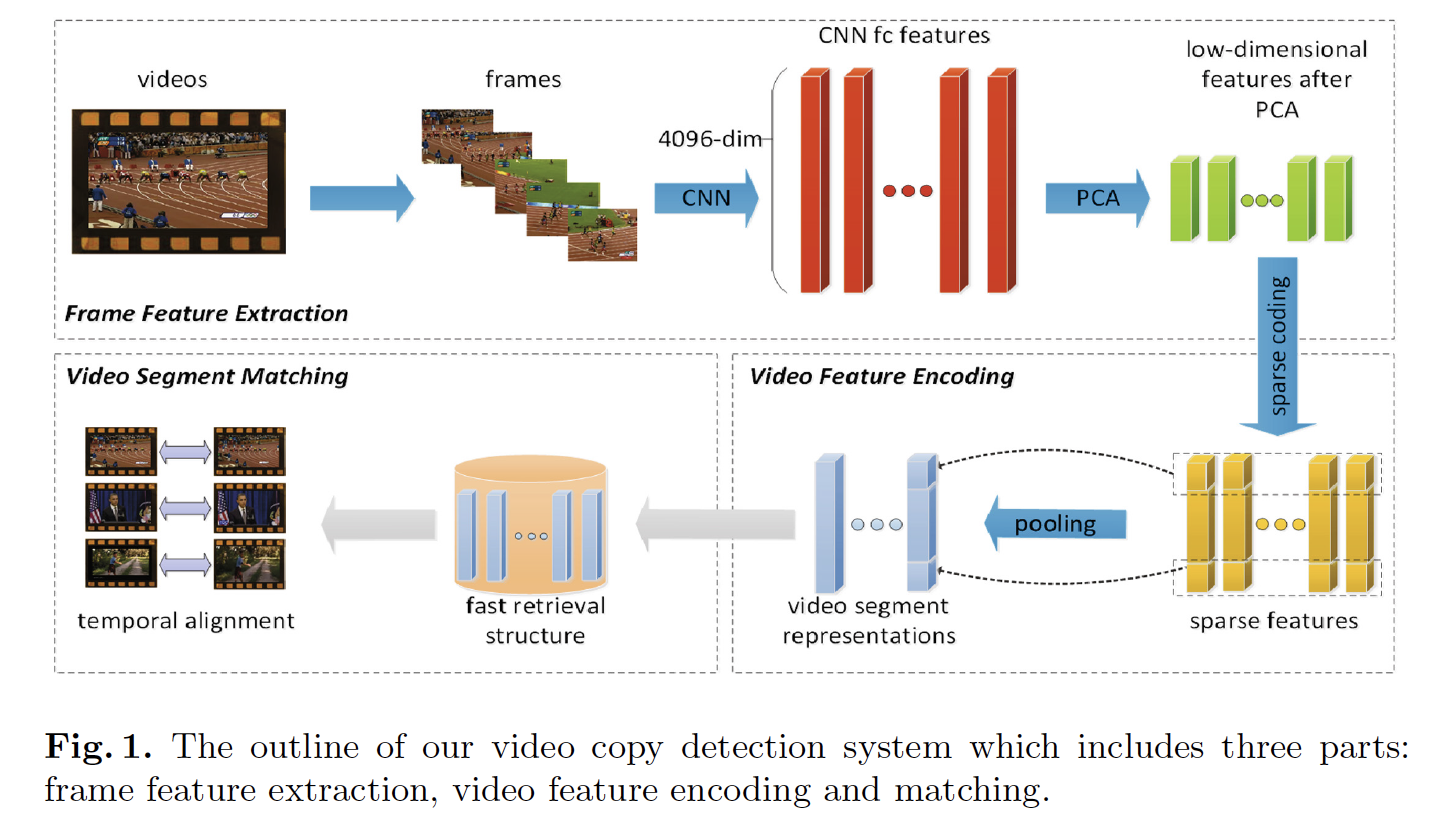 videos
frames
CNN fc features
low-dimensional
features after
PCA
4096-dim
CNN
PCA
Frame Feature Extraction
sparse coding
Video Segment Matching
Video Feature Encoding
pooling
temporal alignment
fast retrieval
structure
video segment
representations
sparse features
Fig. 1. The outline of our video copy detection system which includes three parts:
frame feature extraction, video feature encoding and matching.